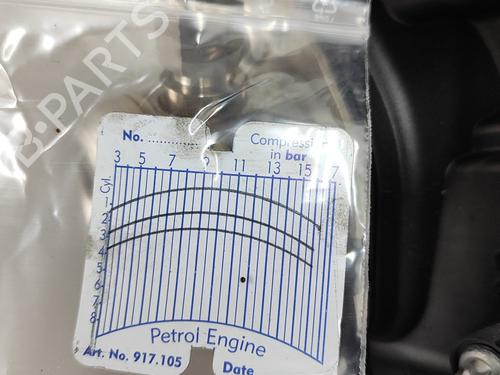 B-PARTS
No. ............
Compression
in bar
3 5 7 9 11 13 15 17
Cyl.
1
2
3
4
5
6
7
8
Petrol Engine
Art. No. 917.105
Date